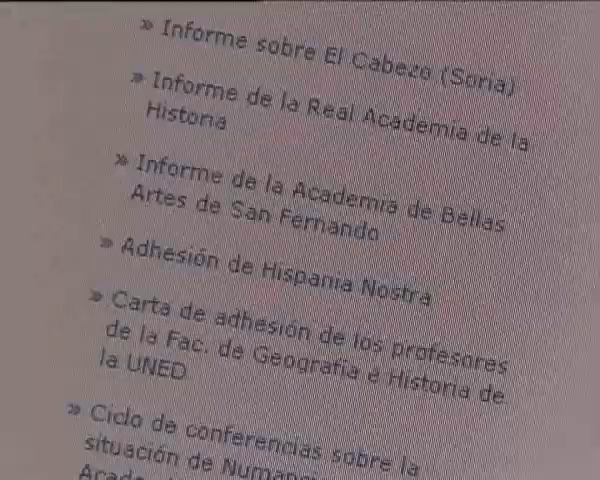 » Informe sobre El Cabezo (Soria)
» Informe de la Real Academia de la
Historia
» Informe de la Academia de Bellas
Artes de San Fernando
» Adhesión de Hispania Nostra
» Carta de adhesión de los profesores
de la Fac. de Geografía e Historia de
la UNED
» Ciclo de conferencias sobre la
situación de